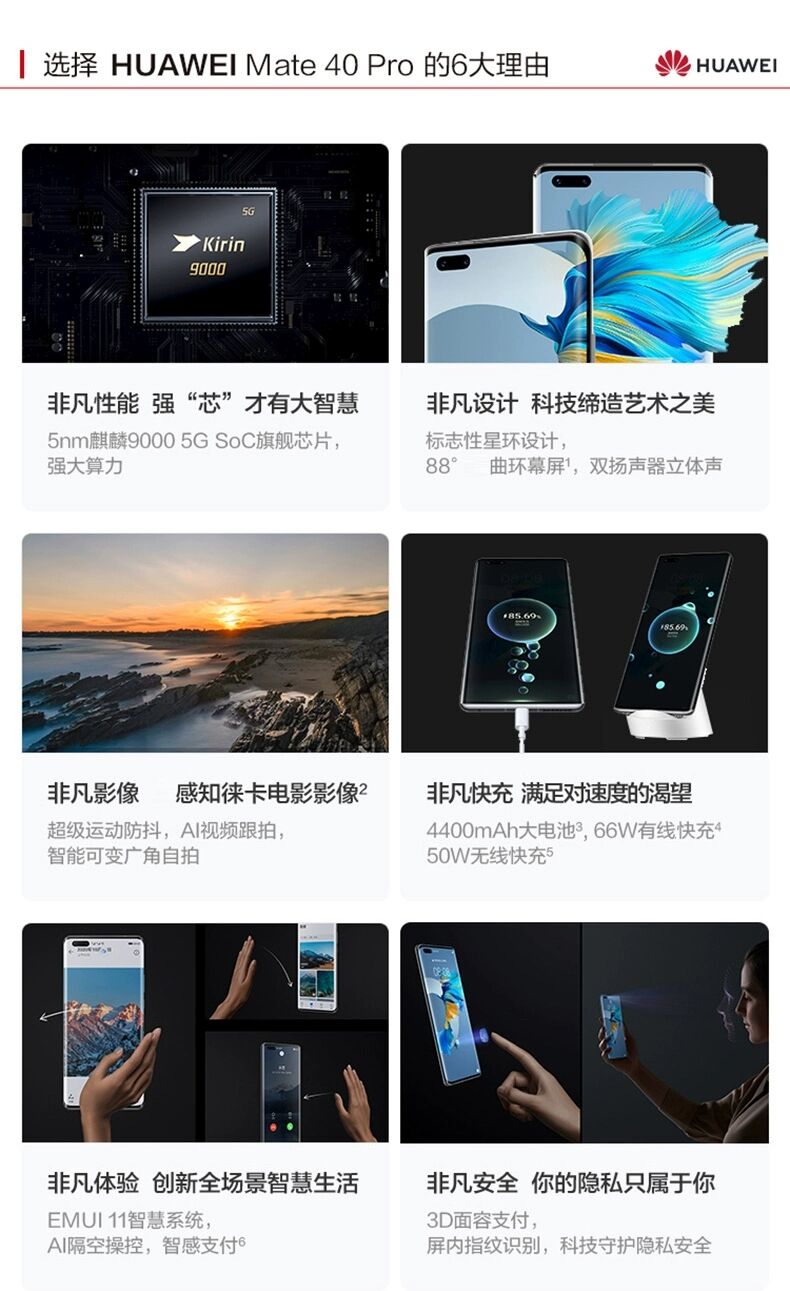 选择 HUAWEI Mate 40 Pro 的6大理由
HUAWEI
5G
Kirin
9000
非凡性能 强“芯”才有大智慧
5nm麒麟9000 5G SoC旗舰芯片，
强大算力
非凡设计 科技缔造艺术之美
标志性星环设计，
88° 曲环幕屏¹，双扬声器立体声
非凡影像 感知徕卡电影影像²
超级运动防抖，AI视频跟拍，
智能可变广角自拍
08:08
85.69%
08:08
85.69%
非凡快充 满足对速度的渴望
4400mAh大电池³, 66W有线快充⁴
50W无线快充⁵
非凡体验 创新全场景智慧生活
EMUI 11智慧系统，
AI隔空操控，智感支付⁶
08:08
非凡安全 你的隐私只属于你
3D面容支付，
屏内指纹识别，科技守护隐私安全